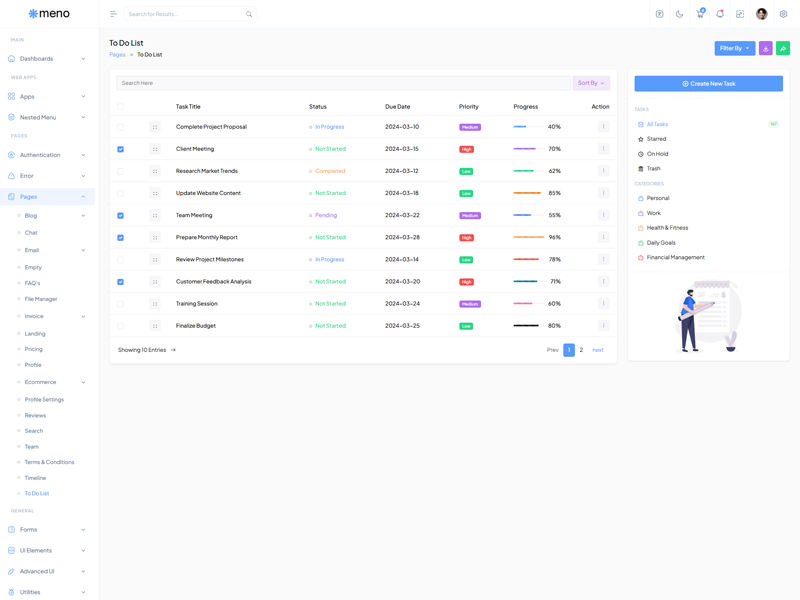 meno
Search for Results...
MAIN
Dashboards
WEB APPS
Apps
Nested Menu
PAGES
Authentication
Error
Pages
Blog
Chat
Email
Empty
FAQ's
File Manager
Invoice
Landing
Pricing
Profile
Ecommerce
Profile Settings
Reviews
Search
Team
Terms & Conditions
Timeline
To Do List
GENERAL
Forms
UI Elements
Advanced UI
Utilities
To Do List
Pages To Do List
Filter By
Search Here
Sort By
Task Title Status Due Date Priority Progress Action
Complete Project Proposal In Progress 2024-03-10 Medium 40%
Client Meeting Not Started 2024-03-15 High 70%
Research Market Trends Completed 2024-03-12 Low 62%
Update Website Content Not Started 2024-03-18 Low 85%
Team Meeting Pending 2024-03-22 Medium 55%
Prepare Monthly Report Not Started 2024-03-28 High 96%
Review Project Milestones In Progress 2024-03-14 Low 78%
Customer Feedback Analysis Not Started 2024-03-20 High 71%
Training Session Not Started 2024-03-24 Medium 60%
Finalize Budget Not Started 2024-03-25 Low 80%
Showing 10 Entries →
Prev 1 2 next
Create New Task
TASKS
All Tasks
Starred
On Hold
Trash
CATEGORIES
Personal
Work
Health & Fitness
Daily Goals
Financial Management